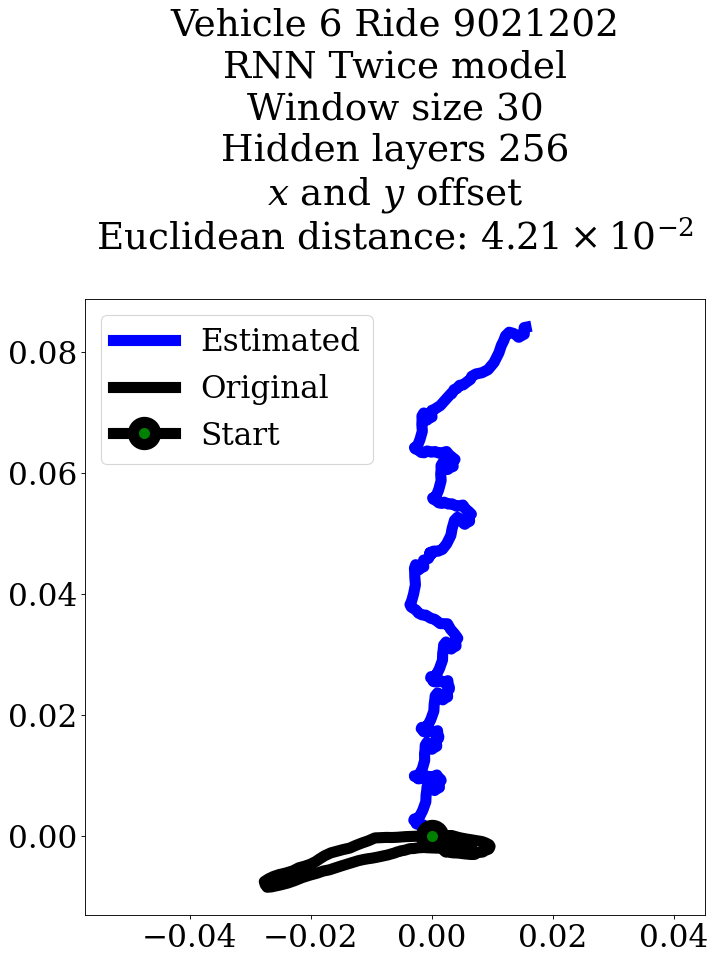 Vehicle 6 Ride 9021202
RNN Twice model
Window size 30
Hidden layers 256
x and y offset
Euclidean distance: 4.21 × 10⁻²
Estimated
Original
Start
0.08
0.06
0.04
0.02
0.00
−0.04 −0.02 0.00 0.02 0.04